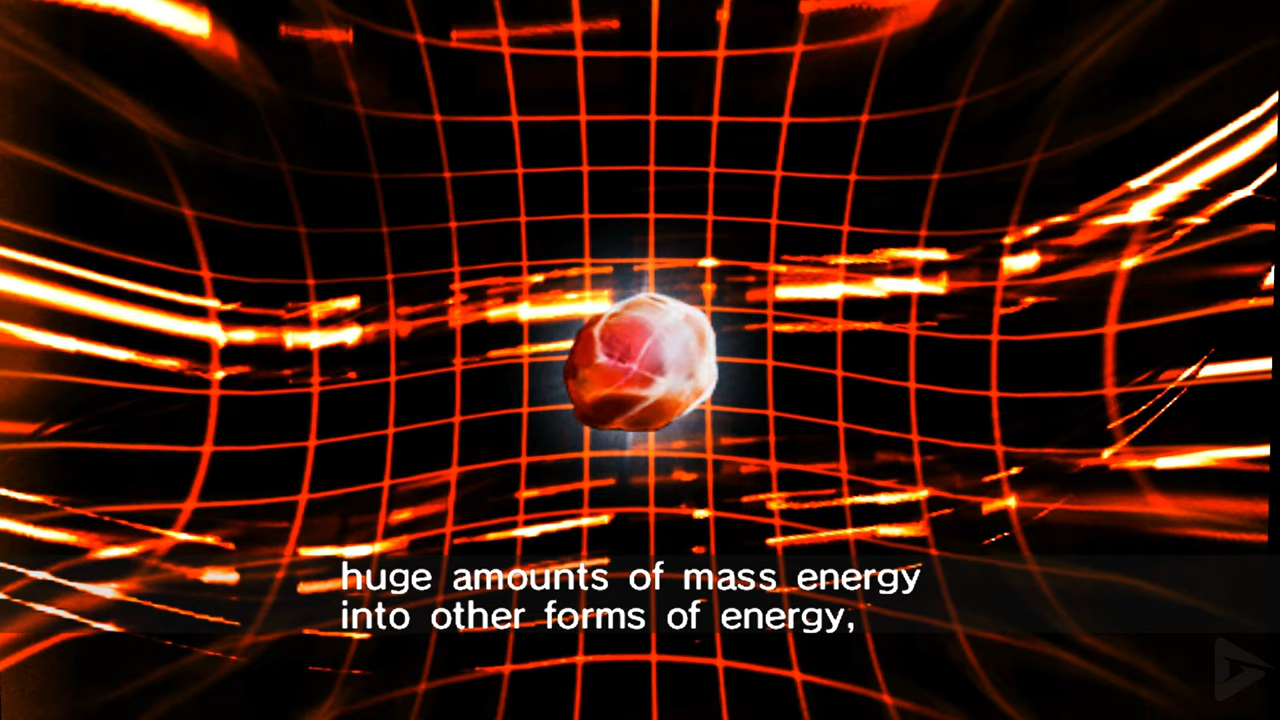 huge amounts of mass energy
into other forms of energy,